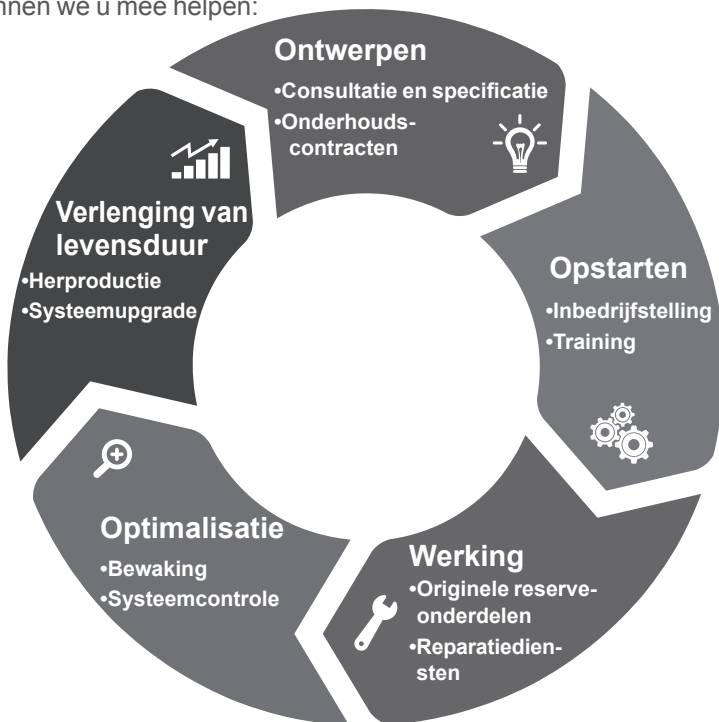 nnen we u mee helpen:
Ontwerpen
•Consultatie en specificatie
•Onderhouds-
contracten
Opstarten
•Inbedrijfstelling
•Training
Werking
•Originele reserve-
onderdelen
•Reparatiedien-
sten
Optimalisatie
•Bewaking
•Systeemcontrole
Verlenging van
levensduur
•Herproductie
•Systeemupgrade